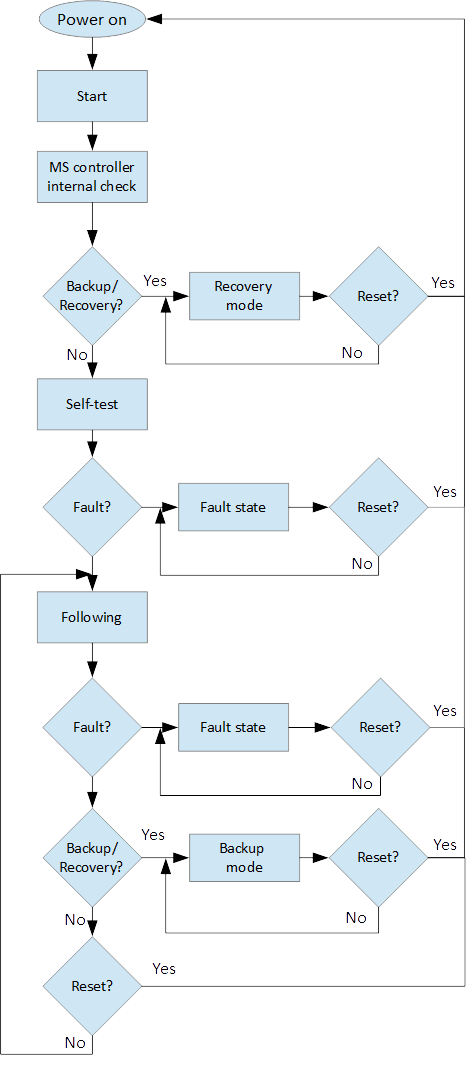 Power on
Start
MS controller
internal check
Backup/
Recovery?
Yes
Recovery
mode
Reset?
Yes
No
No
Self-test
Fault?
Fault state
Reset?
Yes
No
Following
Fault?
Fault state
Reset?
Yes
No
Backup/
Recovery?
Yes
Backup
mode
Reset?
Yes
No
No
Reset?
Yes
No